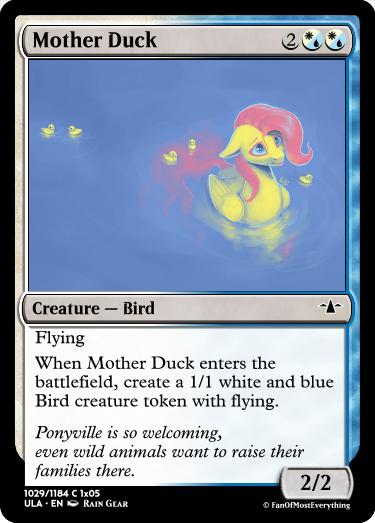 Mother Duck 2
Creature — Bird
Flying
When Mother Duck enters the
battlefield, create a 1/1 white and blue
Bird creature token with flying.
Ponyville is so welcoming,
even wild animals want to raise their
families there.
2/2
1029/1184 C 1x05
ULA • EN Rain Gear
© FanOfMostEverything